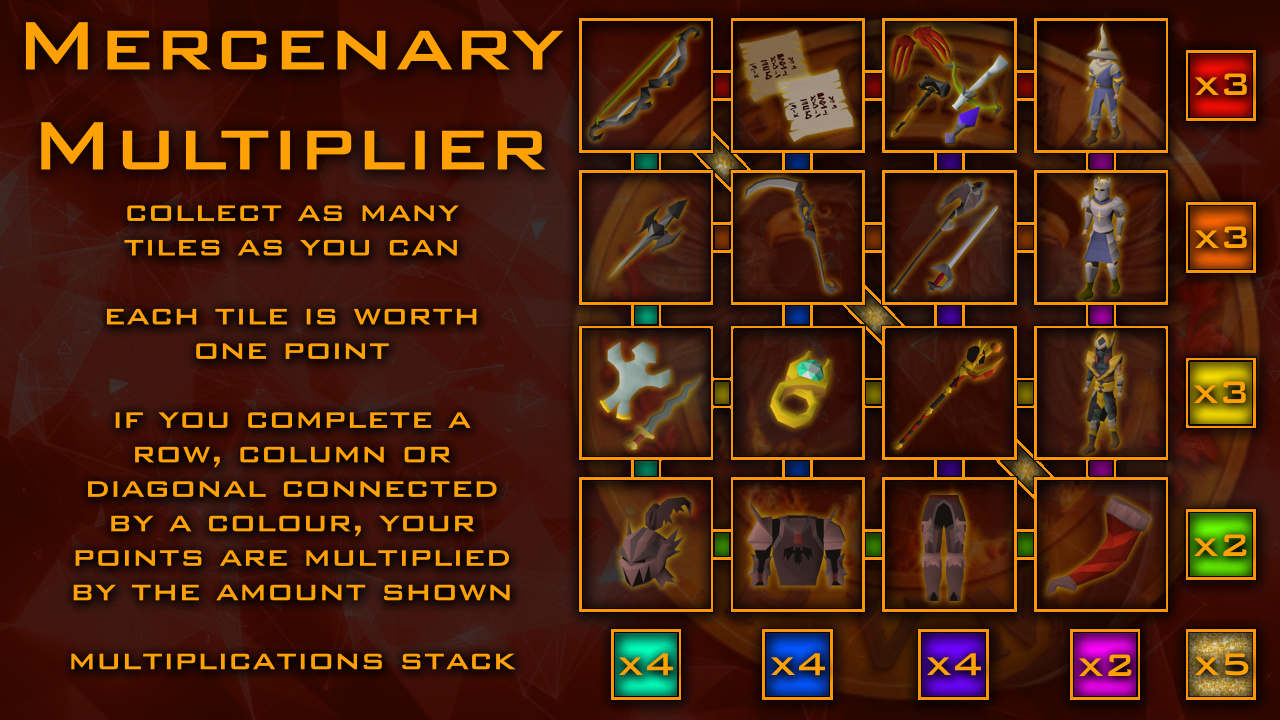 MERCENARY
MULTIPLIER
COLLECT AS MANY
TILES AS YOU CAN
EACH TILE IS WORTH
ONE POINT
IF YOU COMPLETE A
ROW, COLUMN OR
DIAGONAL CONNECTED
BY A COLOUR, YOUR
POINTS ARE MULTIPLIED
BY THE AMOUNT SHOWN
MULTIPLICATIONS STACK
x3
x3
x3
x2
x4
x4
x4
x2
x5